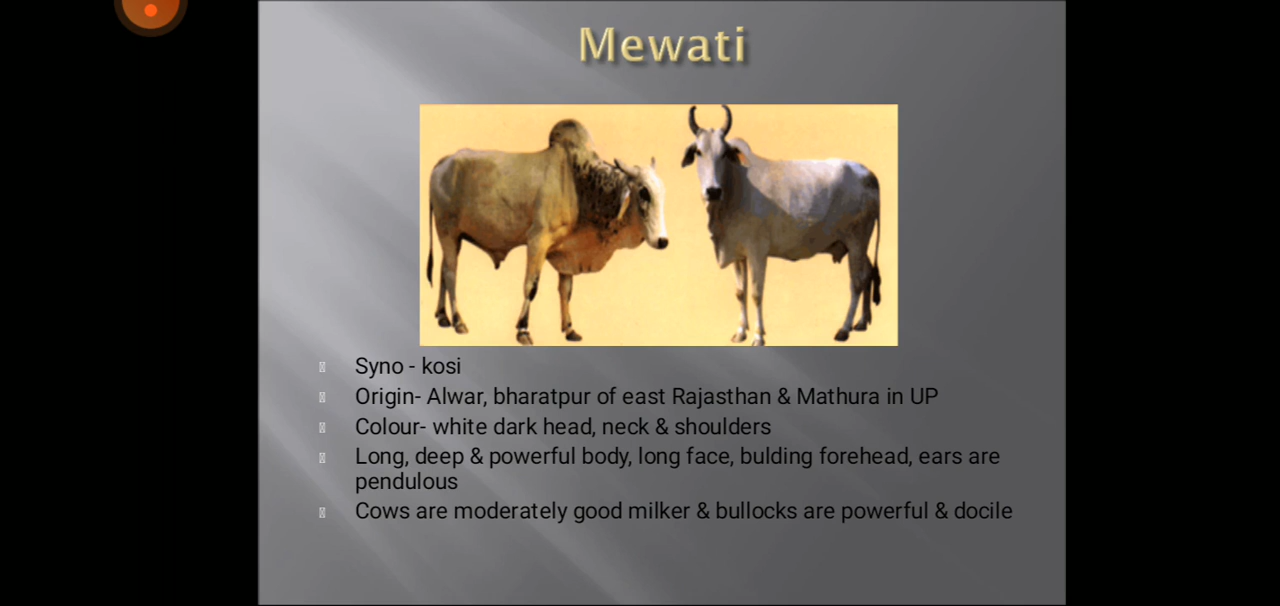 Mewati
Syno - kosi
Origin- Alwar, bharatpur of east Rajasthan & Mathura in UP
Colour- white dark head, neck & shoulders
Long, deep & powerful body, long face, bulding forehead, ears are
pendulous
Cows are moderately good milker & bullocks are powerful & docile